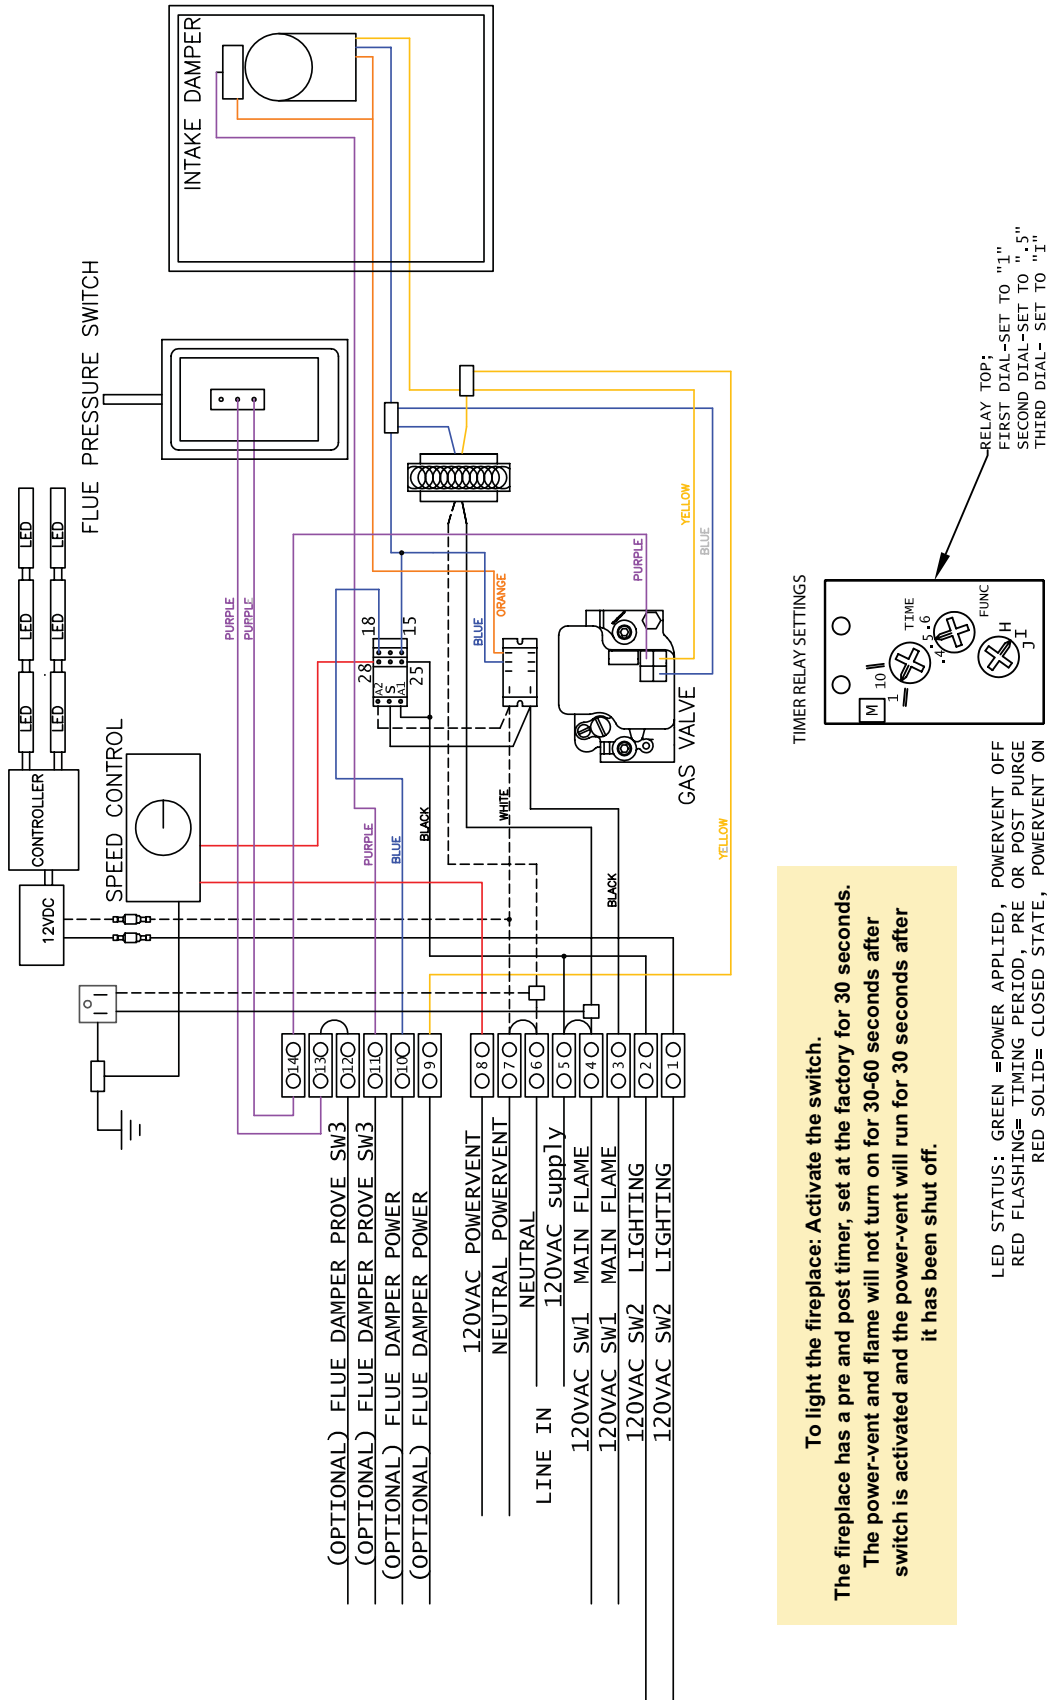 INTAKE DAMPER
FLUE PRESSURE SWITCH
LED
LED
LED
LED
LED
LED
CONTROLLER
12VDC
SPEED CONTROL
PURPLE
PURPLE
28
18
A2
S
A1
25
15
BLUE
ORANGE
PURPLE
YELLOW
BLUE
GAS VALVE
PURPLE
BLUE
BLACK
WHITE
BLACK
YELLOW
14
13
12
11
10
9
8
7
6
5
4
3
2
1
(OPTIONAL) FLUE DAMPER PROVE SW3
(OPTIONAL) FLUE DAMPER PROVE SW3
(OPTIONAL) FLUE DAMPER POWER
(OPTIONAL) FLUE DAMPER POWER
120VAC POWERVENT
NEUTRAL POWERVENT
NEUTRAL
LINE IN
120VAC supply
120VAC SW1 MAIN FLAME
120VAC SW1 MAIN FLAME
120VAC SW2 LIGHTING
120VAC SW2 LIGHTING
TIMER RELAY SETTINGS
M
1
10
TIME
.4
.5
.6
FUNC
J
I
H
RELAY TOP;
FIRST DIAL-SET TO "1"
SECOND DIAL-SET TO ".5"
THIRD DIAL- SET TO "I"
To light the fireplace: Activate the switch.
The fireplace has a pre and post timer, set at the factory for 30 seconds.
The power-vent and flame will not turn on for 30-60 seconds after
switch is activated and the power-vent will run for 30 seconds after
it has been shut off.
LED STATUS: GREEN =POWER APPLIED, POWERVENT OFF
RED FLASHING= TIMING PERIOD, PRE OR POST PURGE
RED SOLID= CLOSED STATE, POWERVENT ON